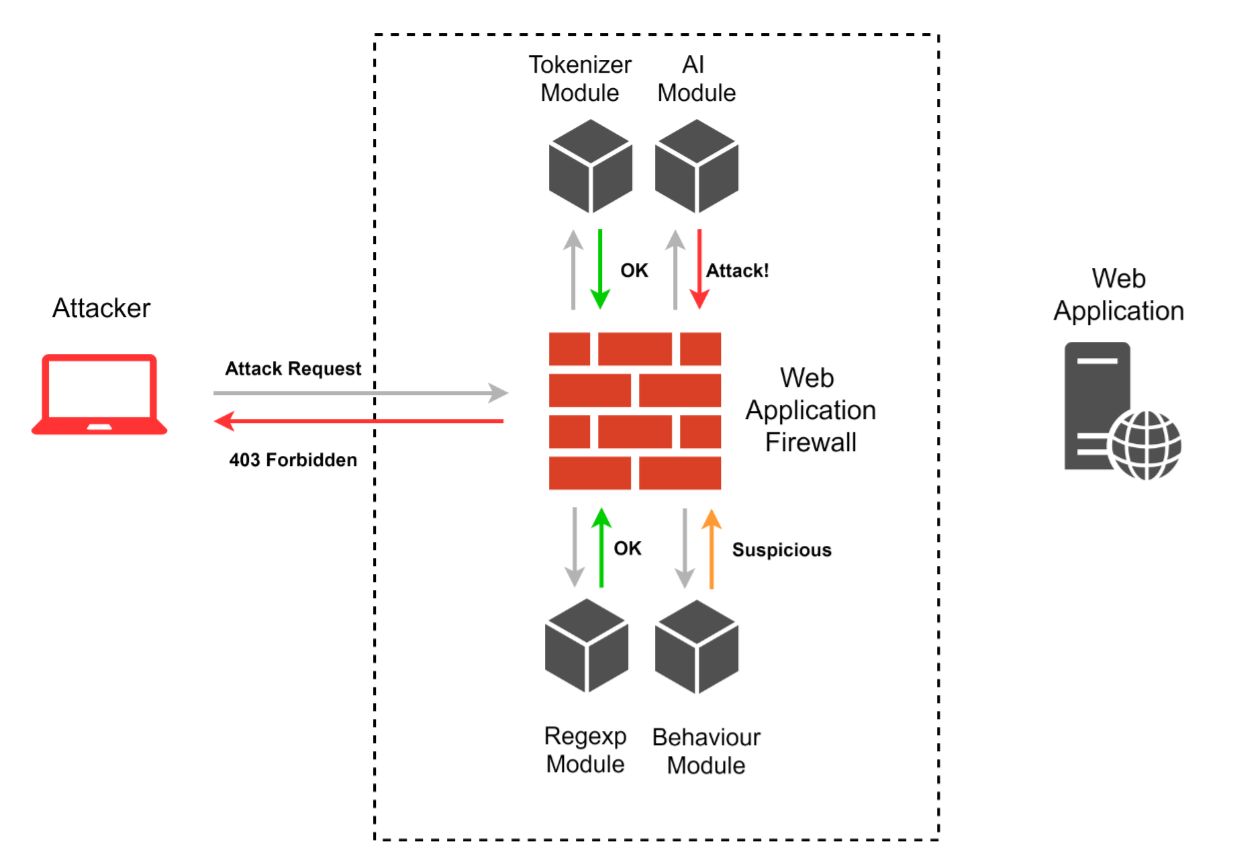 Tokenizer
Module
AI
Module
OK
Attack!
Attacker
Attack Request
403 Forbidden
Web
Application
Firewall
Web
Application
OK
Suspicious
Regexp
Module
Behaviour
Module